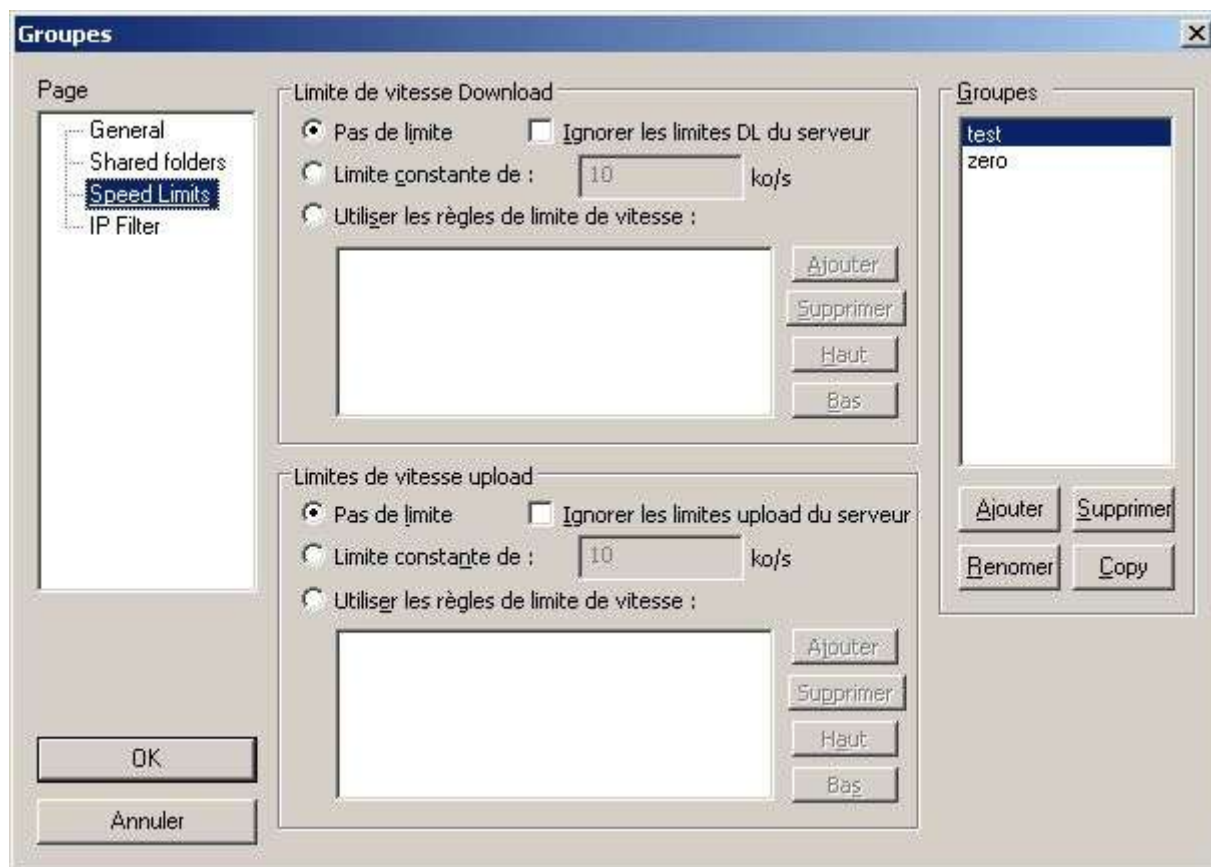 Groupes
Page
General
Shared folders
Speed Limits
IP Filter
OK
Annuler
Limite de vitesse Download
Pas de limite
Ignorer les limites DL du serveur
Limite constante de :
10
ko/s
Utiliser les règles de limite de vitesse :
Ajouter
Supprimer
Haut
Bas
Limites de vitesse upload
Pas de limite
Ignorer les limites upload du serveur
Limite constante de :
10
ko/s
Utiliser les règles de limite de vitesse :
Ajouter
Supprimer
Haut
Bas
Groupes
test
zero
Ajouter
Supprimer
Renomer
Copy